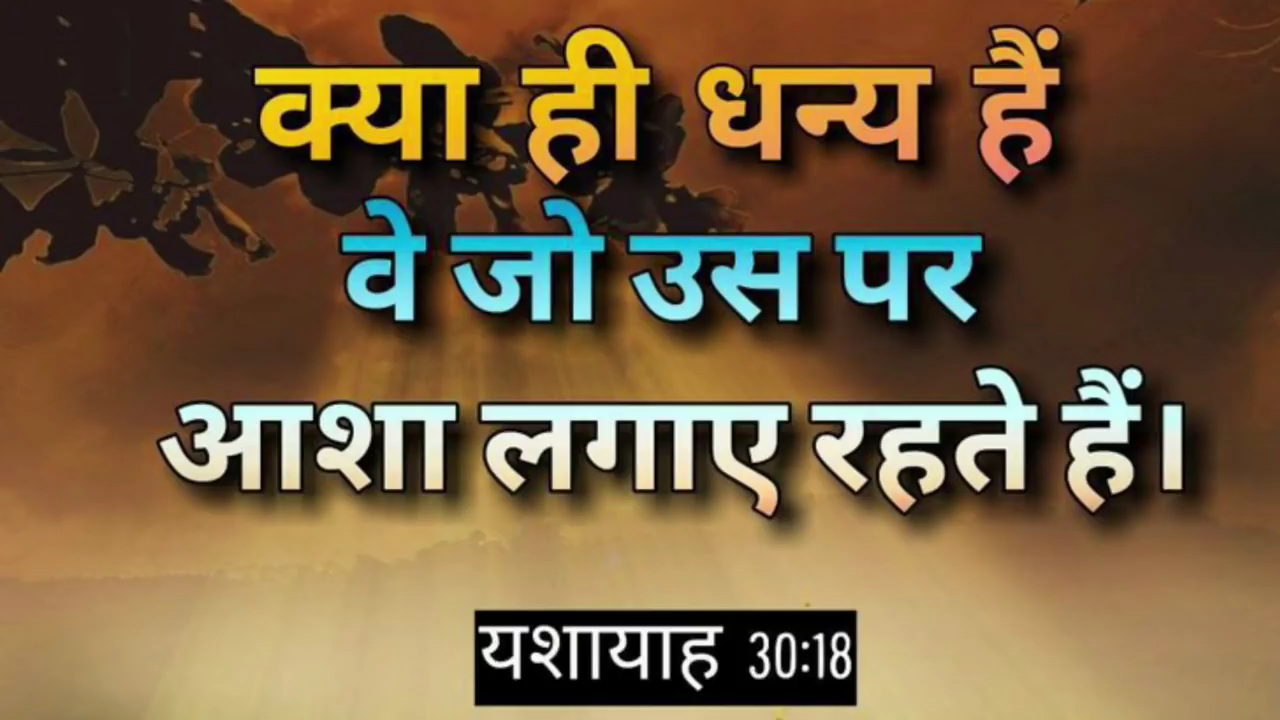 क्या ही धन्य हैं
वे जो उस पर
आशा लगाए रहते हैं।
यशायाह 30:18